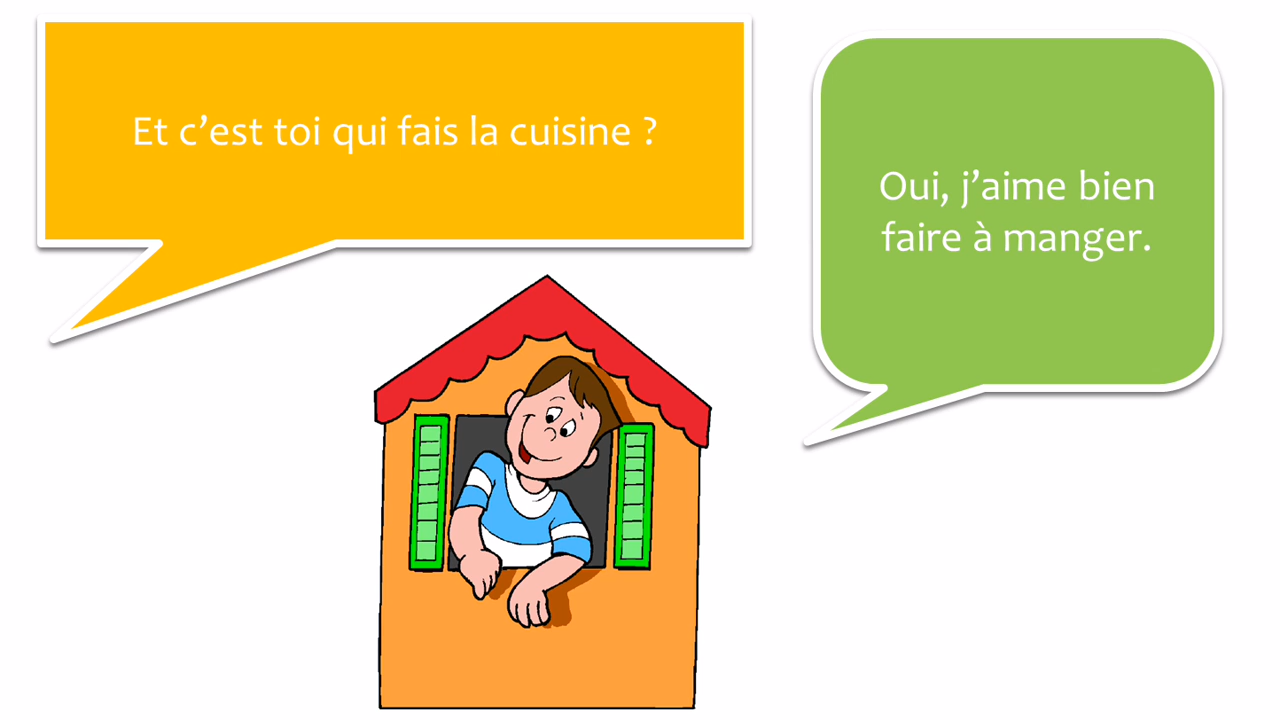 Et c’est toi qui fais la cuisine ?
Oui, j’aime bien
faire à manger.